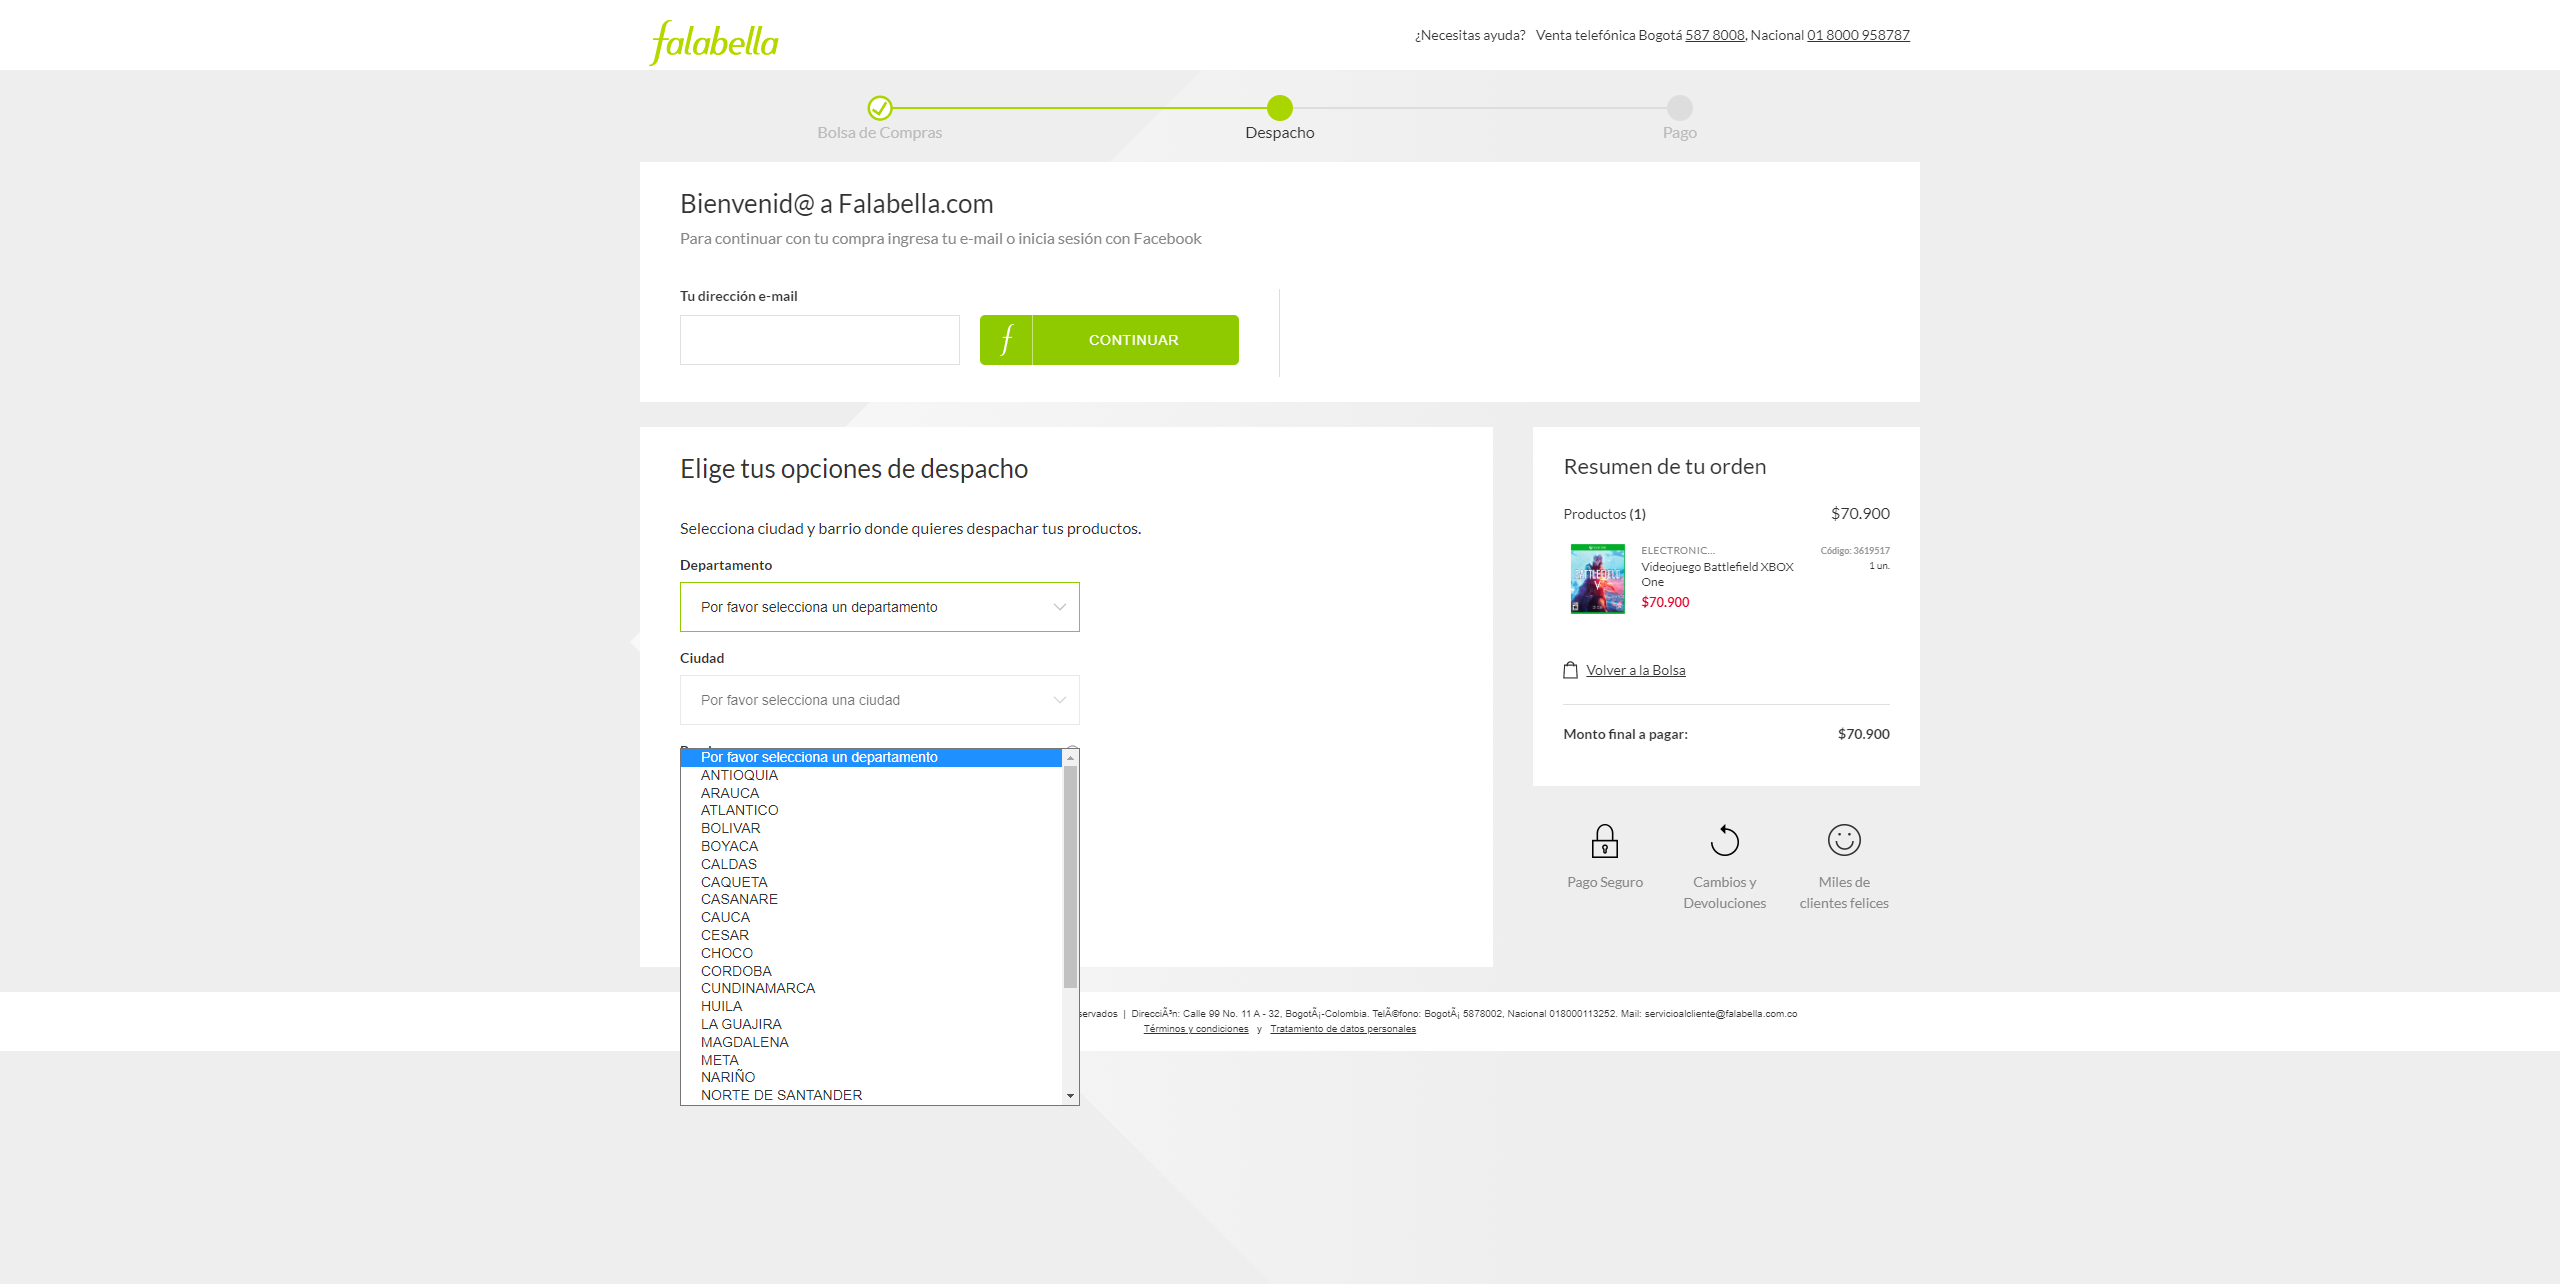 falabella
¿Necesitas ayuda? Venta telefónica Bogotá 587 8008, Nacional 01 8000 958787
Bolsa de Compras
Despacho
Pago
Bienvenid@ a Falabella.com
Para continuar con tu compra ingresa tu e-mail o inicia sesión con Facebook
Tu dirección e-mail
f CONTINUAR
Elige tus opciones de despacho
Selecciona ciudad y barrio donde quieres despachar tus productos.
Departamento
Por favor selecciona un departamento
Ciudad
Por favor selecciona una ciudad
Por favor selecciona un departamento
ANTIOQUIA
ARAUCA
ATLANTICO
BOLIVAR
BOYACA
CALDAS
CAQUETA
CASANARE
CAUCA
CESAR
CHOCO
CORDOBA
CUNDINAMARCA
HUILA
LA GUAJIRA
MAGDALENA
META
NARIÑO
NORTE DE SANTANDER
Resumen de tu orden
Productos (1) $70.900
ELECTRONIC... Código: 3619517
Videojuego Battlefield XBOX One 1 un.
$70.900
BATTLEFIELD V
Volver a la Bolsa
Monto final a pagar: $70.900
Pago Seguro
Cambios y Devoluciones
Miles de clientes felices
servados | DirecciÃ³n: Calle 99 No. 11 A - 32, BogotÃ¡-Colombia. TelÃ©fono: BogotÃ¡ 5878002, Nacional 018000113252. Mail: servicioalcliente@falabella.com.co
Términos y condiciones y Tratamiento de datos personales